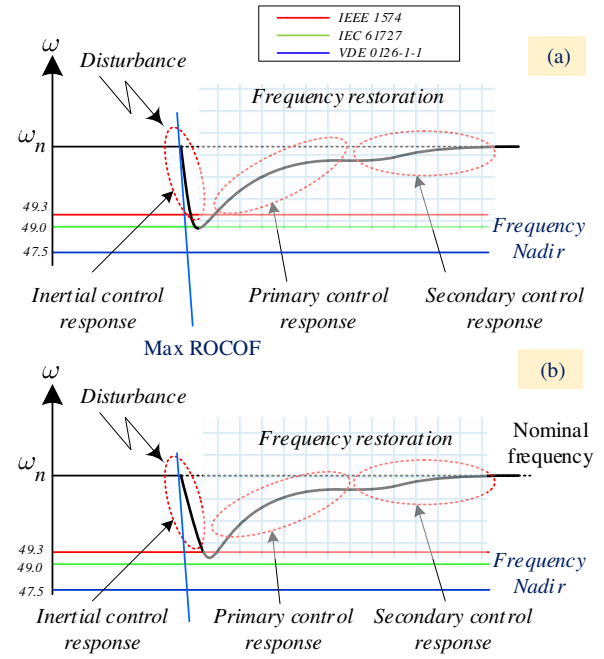 IEEE 1574
IEC 61727
VDE 0126-1-1
ω
Disturbance
(a)
Frequency restoration
ωn
49.3
49.0
47.5
Frequency
Nadir
Inertial control
response
Primary control
response
Secondary control
response
Max ROCOF
ω
(b)
Disturbance
Frequency restoration
Nominal
frequency
ωn
49.3
49.0
47.5
Frequency
Nadir
Inertial control
response
Primary control
response
Secondary control
response